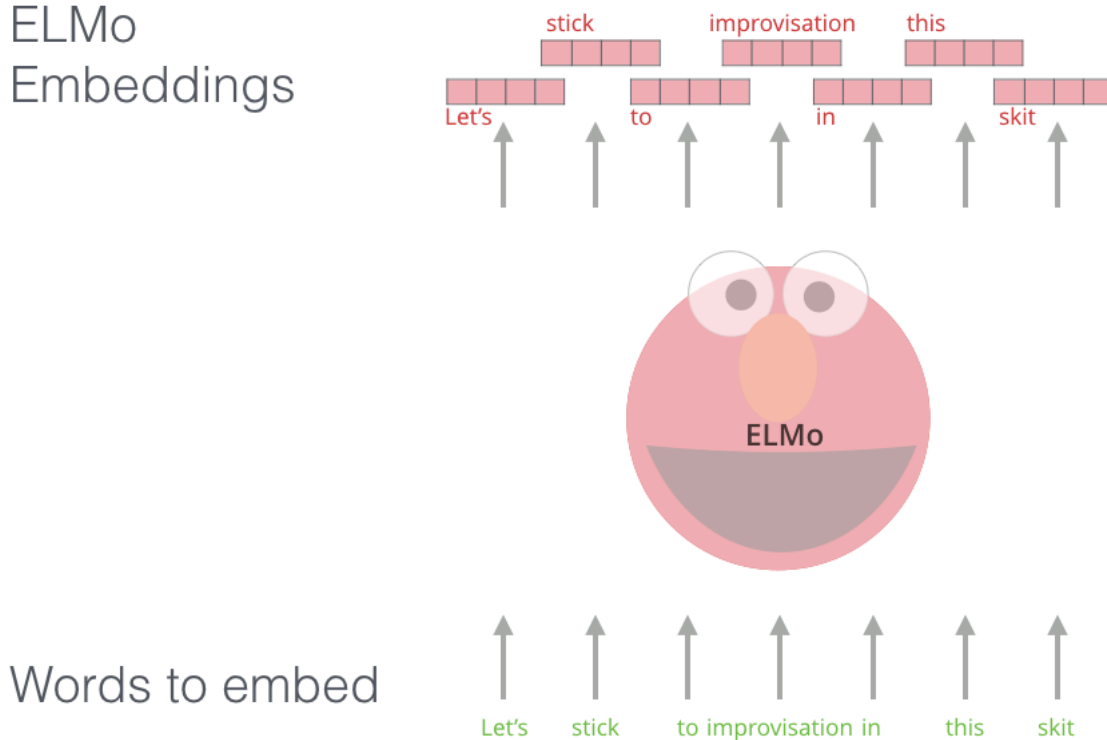 ELMo
Embeddings
stick improvisation this
Let's to in skit
ELMo
Words to embed
Let's stick to improvisation in this skit